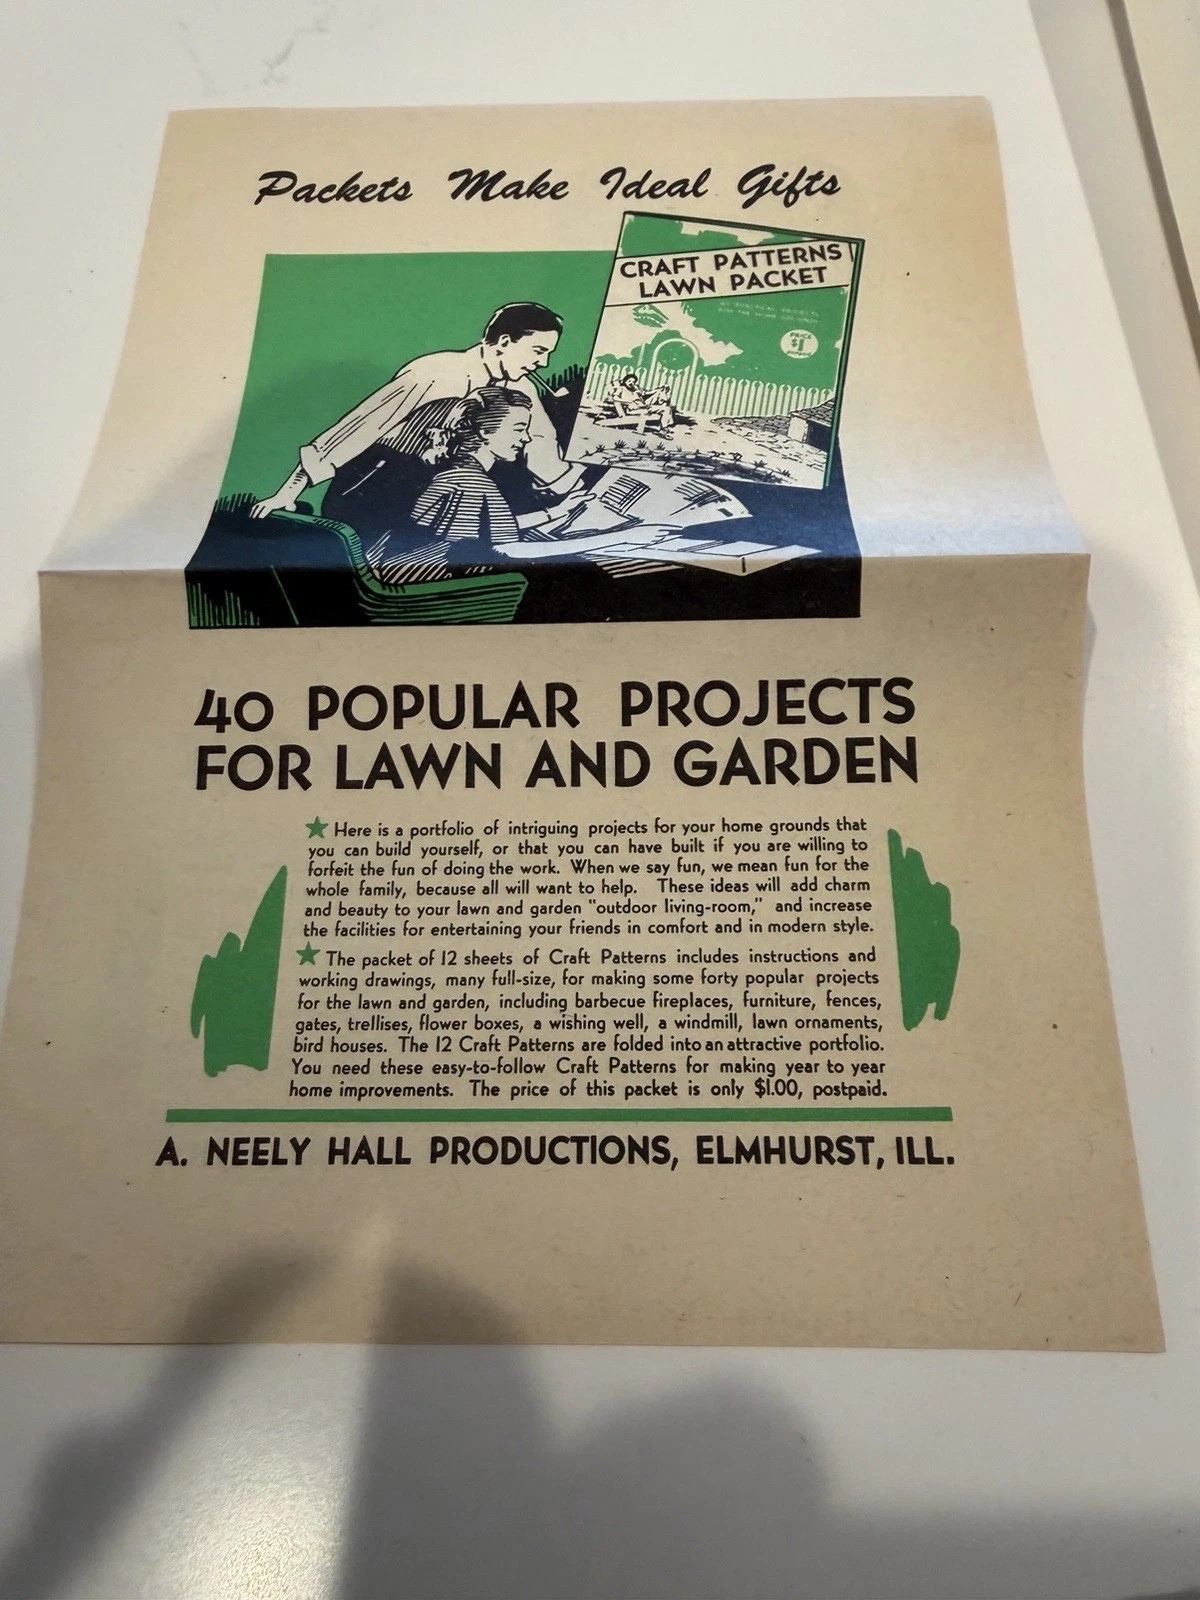 Packets Make Ideal Gifts
CRAFT PATTERNS
LAWN PACKET
PRICE
$1
40 POPULAR PROJECTS
FOR LAWN AND GARDEN
★ Here is a portfolio of intriguing projects for your home grounds that
you can build yourself, or that you can have built if you are willing to
forfeit the fun of doing the work. When we say fun, we mean fun for the
whole family, because all will want to help. These ideas will add charm
and beauty to your lawn and garden "outdoor living-room," and increase
the facilities for entertaining your friends in comfort and in modern style.
★ The packet of 12 sheets of Craft Patterns includes instructions and
working drawings, many full-size, for making some forty popular projects
for the lawn and garden, including barbecue fireplaces, furniture, fences,
gates, trellises, flower boxes, a wishing well, a windmill, lawn ornaments,
bird houses. The 12 Craft Patterns are folded into an attractive portfolio.
You need these easy-to-follow Craft Patterns for making year to year
home improvements. The price of this packet is only $1.00, postpaid.
A. NEELY HALL PRODUCTIONS, ELMHURST, ILL.